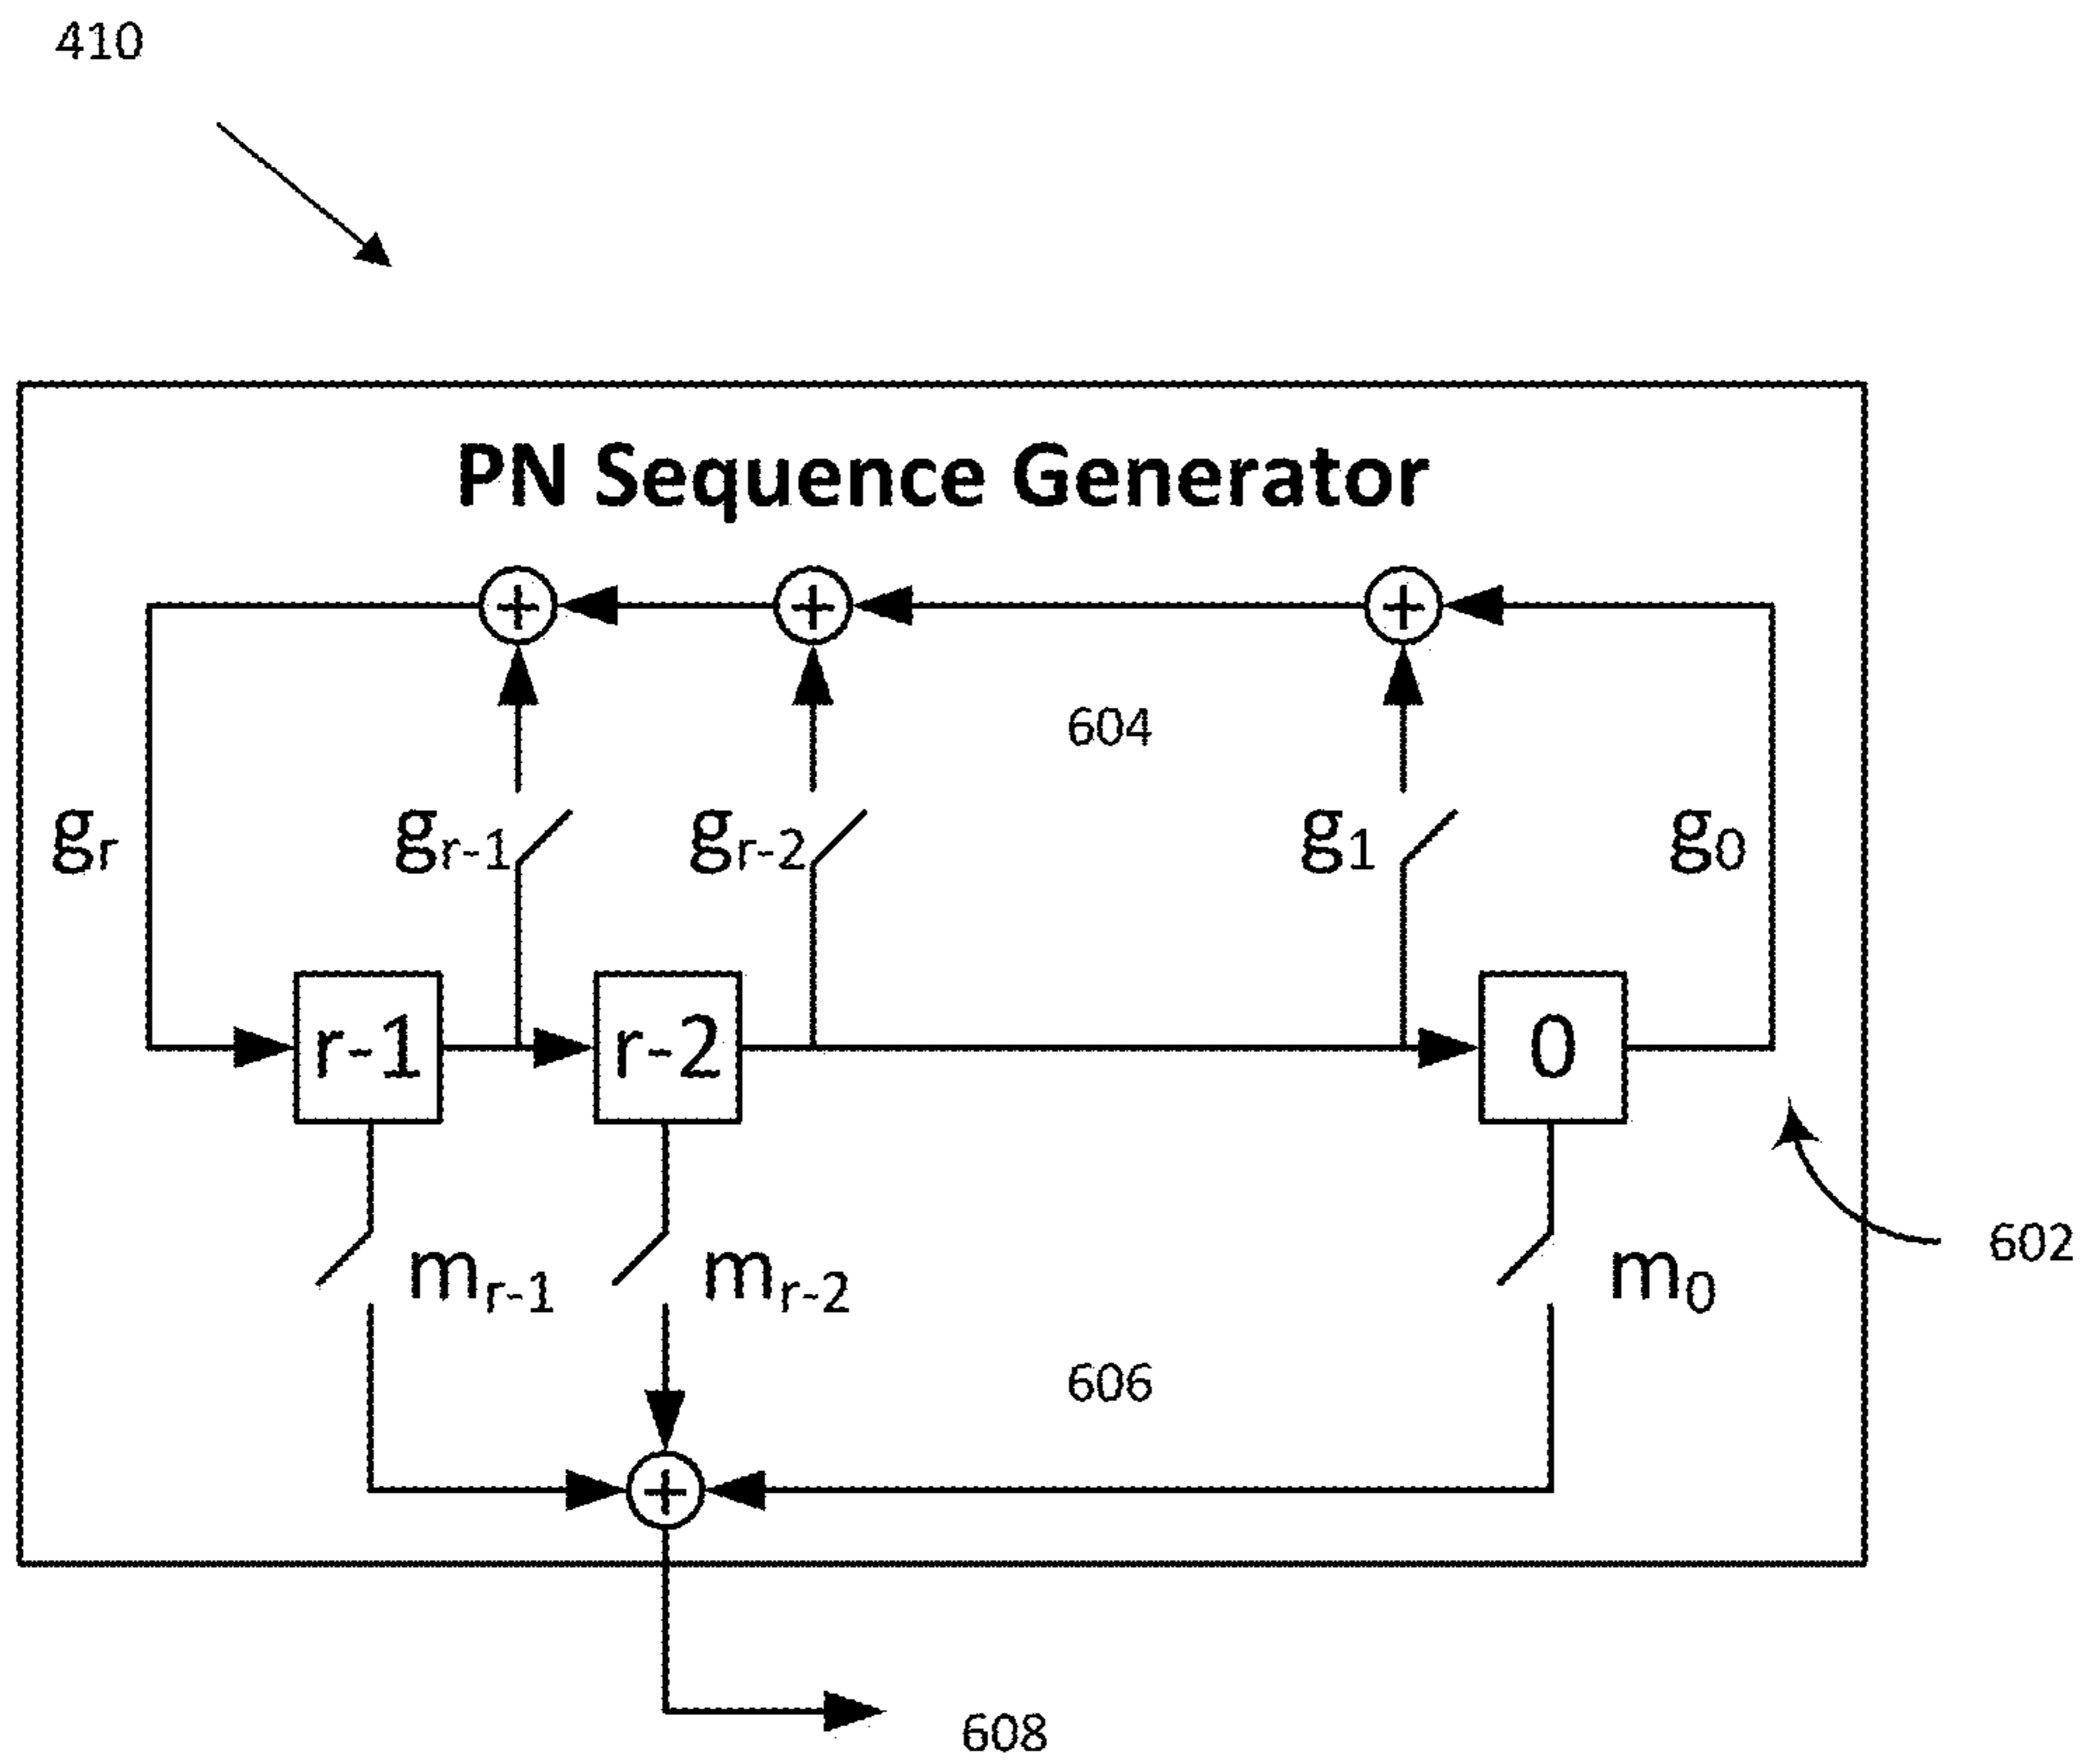 410
PN Sequence Generator
604
gr gr-1 gr-2 g1 g0
r-1 r-2 0
602
mr-1 mr-2 m0
606
608